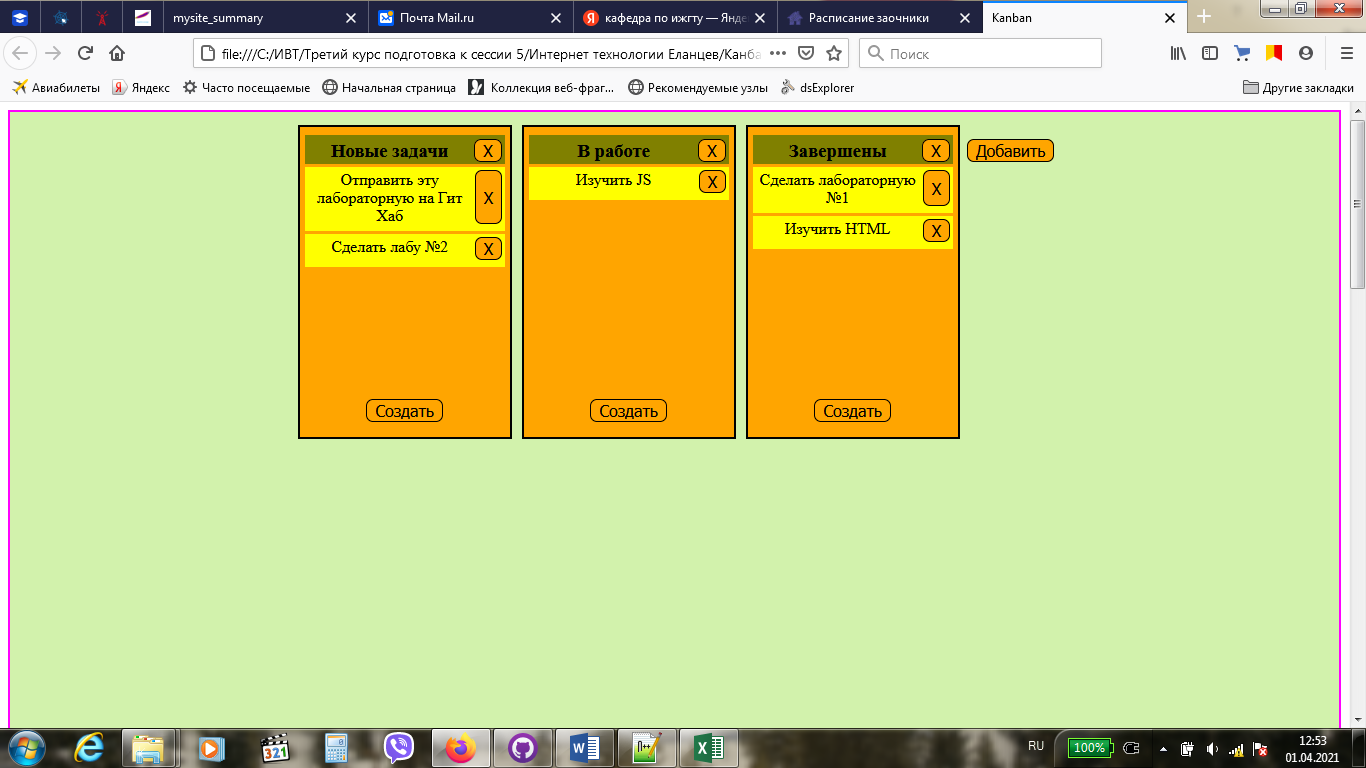 mysite_summary
Почта Mail.ru
кафедра по ижгту — Янде
Расписание заочники
Kanban
file:///C:/ИВТ/Третий курс подготовка к сессии 5/Интернет технологии Еланцев/Канба
Поиск
Авиабилеты
Яндекс
Часто посещаемые
Начальная страница
Коллекция веб-фраг...
Рекомендуемые узлы
dsExplorer
Другие закладки
Новые задачи X
Отправить эту
лабораторную на Гит
Хаб
X
Сделать лабу №2 X
Создать
В работе X
Изучить JS X
Создать
Завершены X
Сделать лабораторную
№1
X
Изучить HTML X
Создать
Добавить
321
RU
100%
12:53
01.04.2021